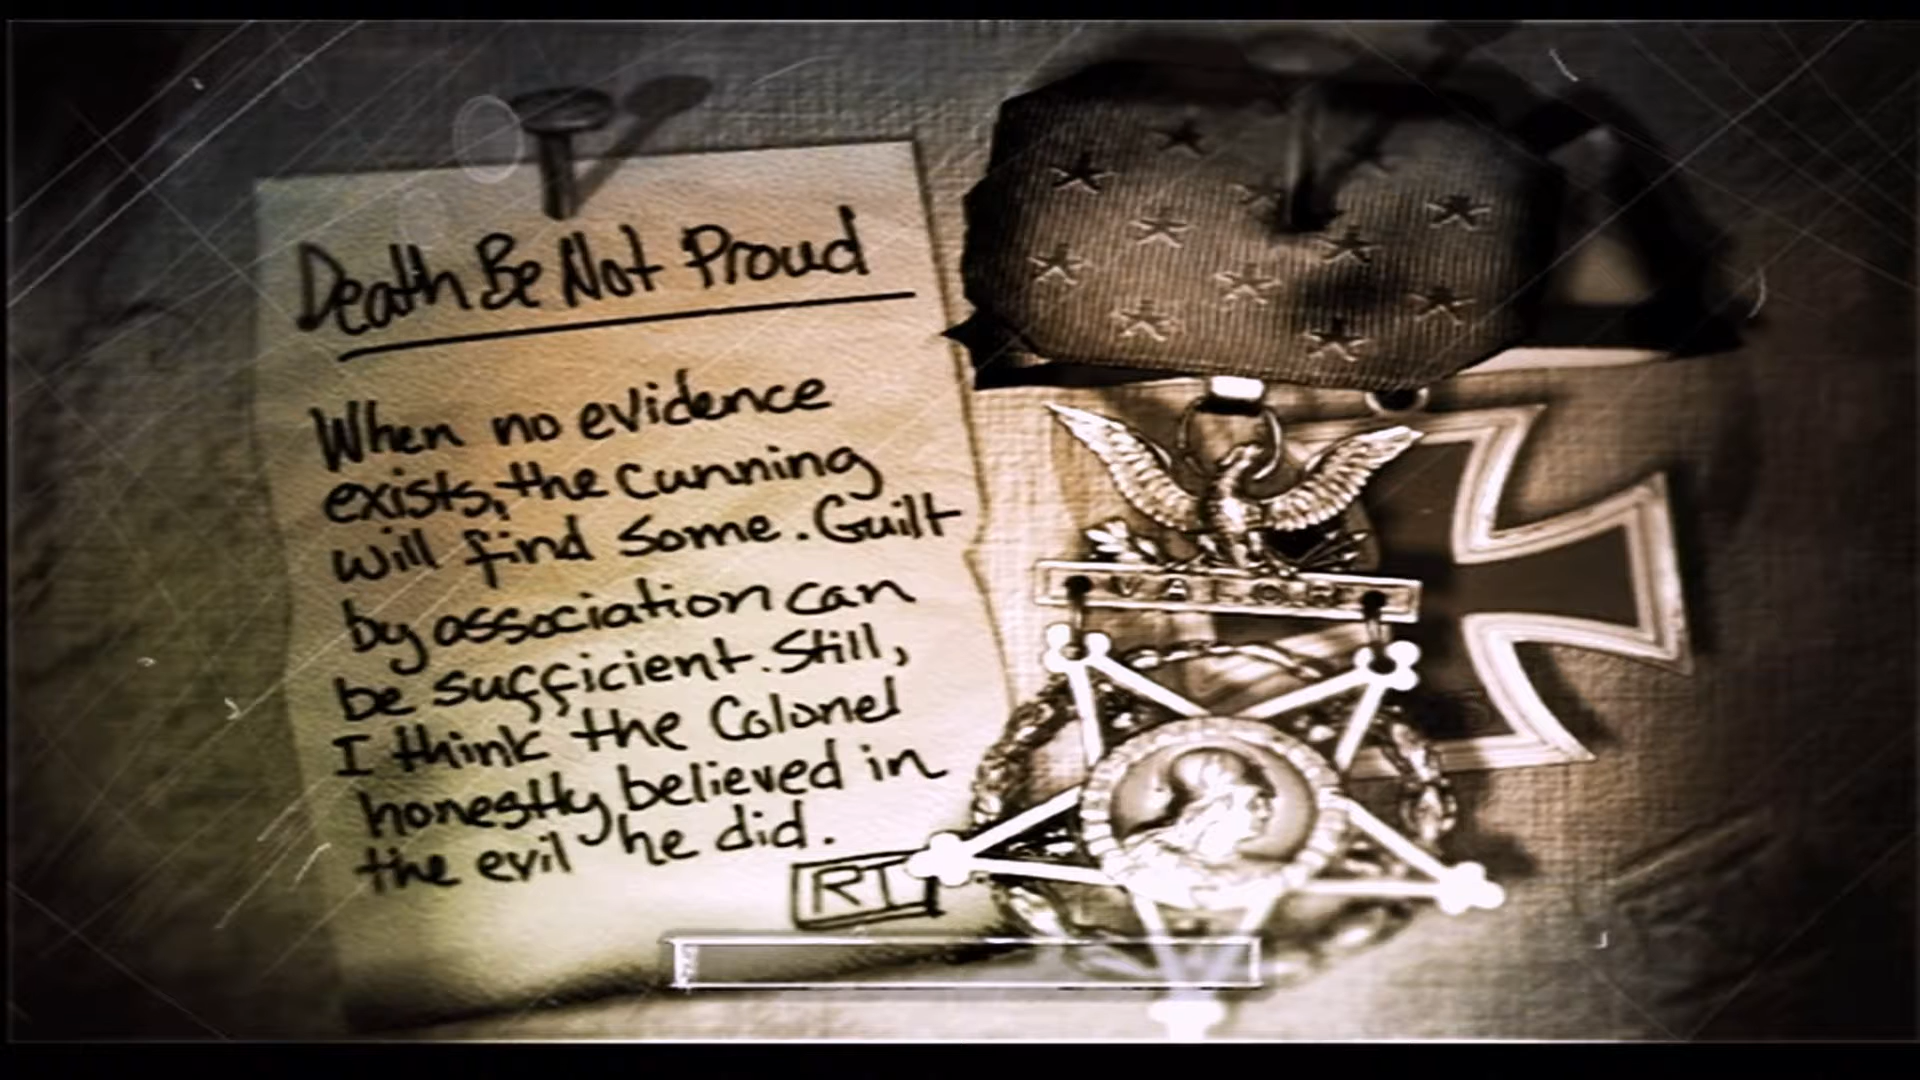 Death Be Not Proud
When no evidence
exists, the cunning
will find some. Guilt
by association can
be sufficient. Still,
I think the Colonel
honestly believed in
the evil he did.
RT
VALOR